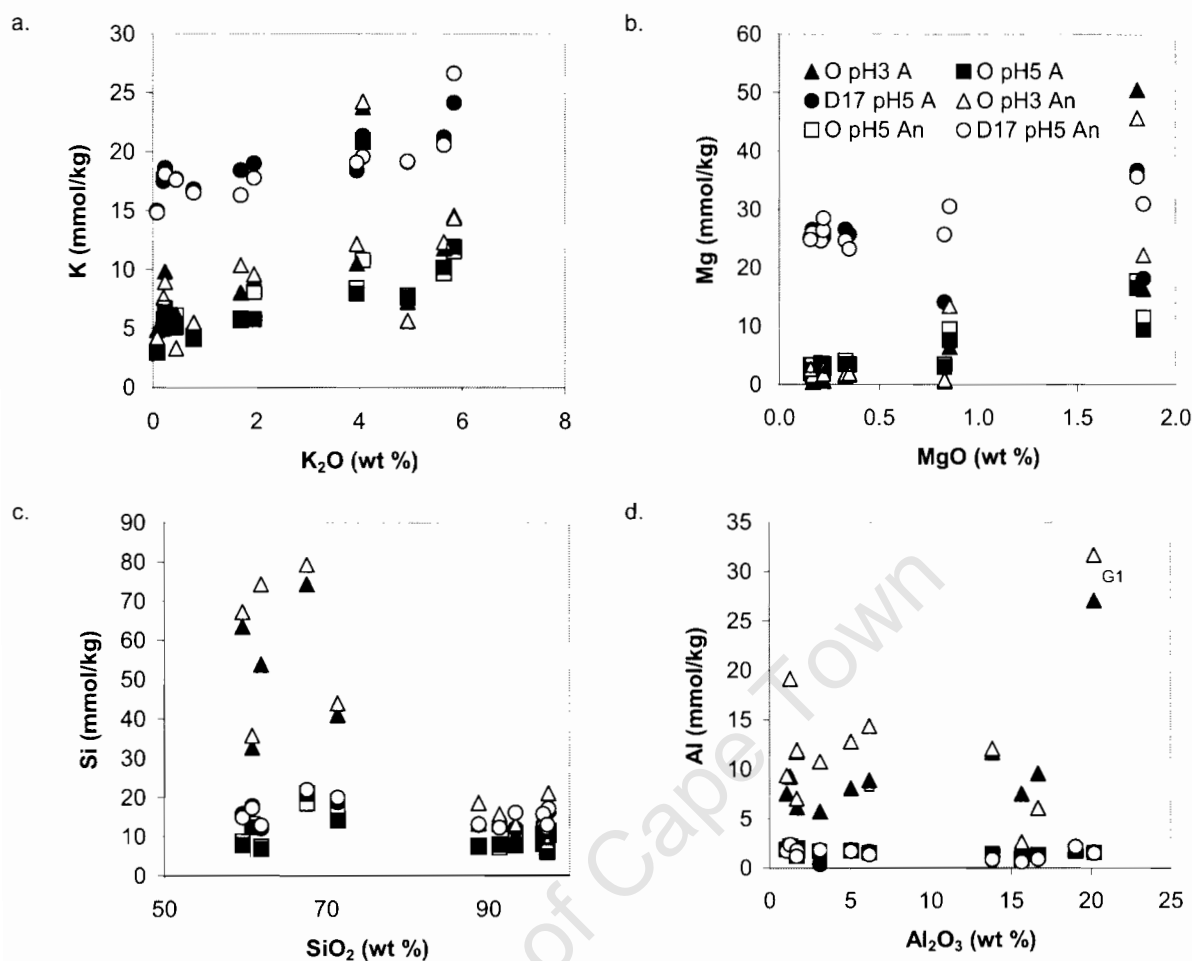 a.
30
25
20
15
10
5
0
K (mmol/kg)
0 2 4 6 8
K₂O (wt %)
b.
60
50
40
30
20
10
0
Mg (mmol/kg)
▲ O pH3 A ■ O pH5 A
● D17 pH5 A △ O pH3 An
□ O pH5 An ○ D17 pH5 An
0.0 0.5 1.0 1.5 2.0
MgO (wt %)
c.
90
80
70
60
50
40
30
20
10
0
Si (mmol/kg)
50 70 90
SiO₂ (wt %)
d.
35
30
25
20
15
10
5
0
Al (mmol/kg)
G1
0 5 10 15 20 25
Al₂O₃ (wt %)
of Cape Town